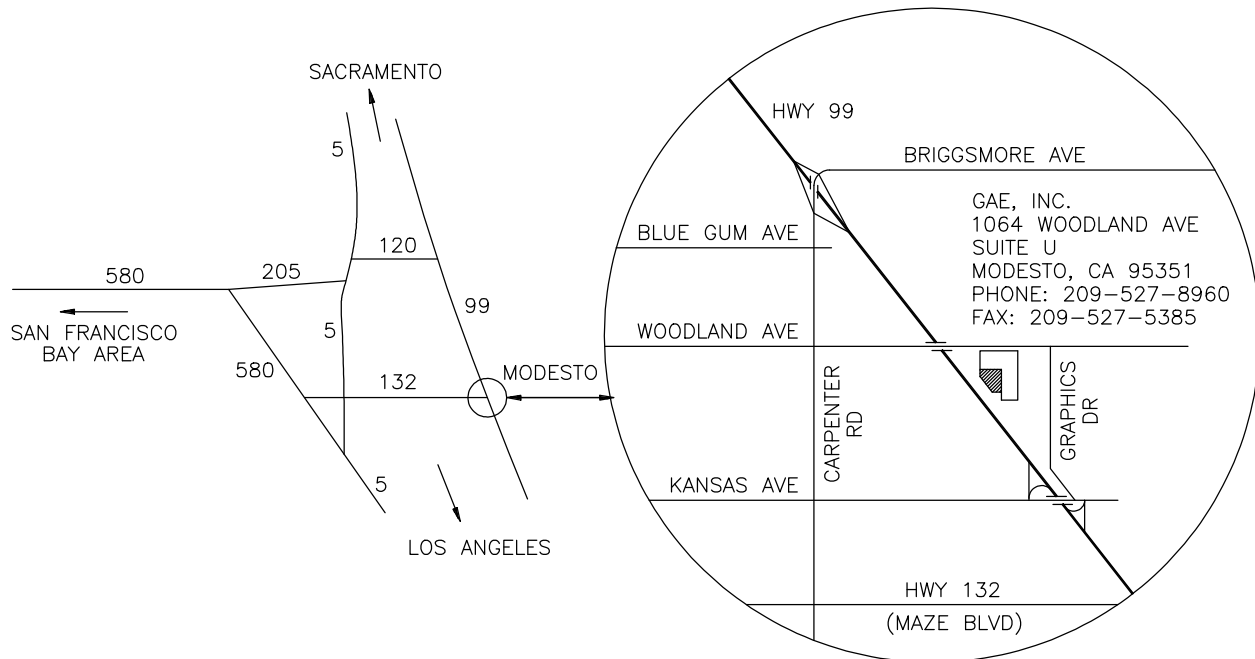 SACRAMENTO
5
120
580
205
SAN FRANCISCO
BAY AREA
5
99
580
132
MODESTO
5
LOS ANGELES
HWY 99
BRIGGSMORE AVE
GAE, INC.
1064 WOODLAND AVE
SUITE U
MODESTO, CA 95351
PHONE: 209-527-8960
FAX: 209-527-5385
BLUE GUM AVE
WOODLAND AVE
CARPENTER
RD
GRAPHICS
DR
KANSAS AVE
HWY 132
(MAZE BLVD)